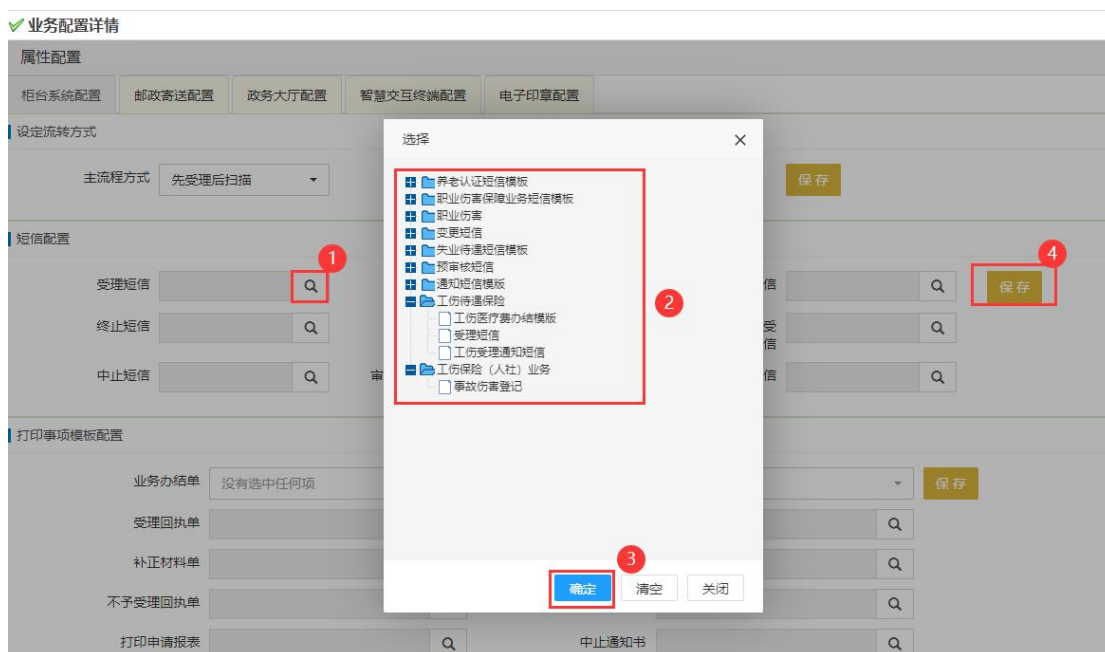 业务配置详情
属性配置
柜台系统配置 邮政寄送配置 政务大厅配置 智慧交互终端配置 电子印章配置
设定流转方式
选择
主流程方式 先受理后扫描 保存
养老认证短信模板
职业伤害保障业务短信模板
职业伤害
变更短信
失业待遇短信模板
预审核短信
通知短信模版
工伤待遇保险
工伤医疗费办结模版
受理短信
工伤受理通知短信
工伤保险（人社）业务
事故伤害登记
短信配置
1
2
4
受理短信 信 保存
终止短信 受
信
中止短信 审 信
打印事项模板配置
业务办结单 没有选中任何项 保存
受理回执单
补正材料单
3
确定 清空 关闭
不予受理回执单
打印申请报表 中止通知书